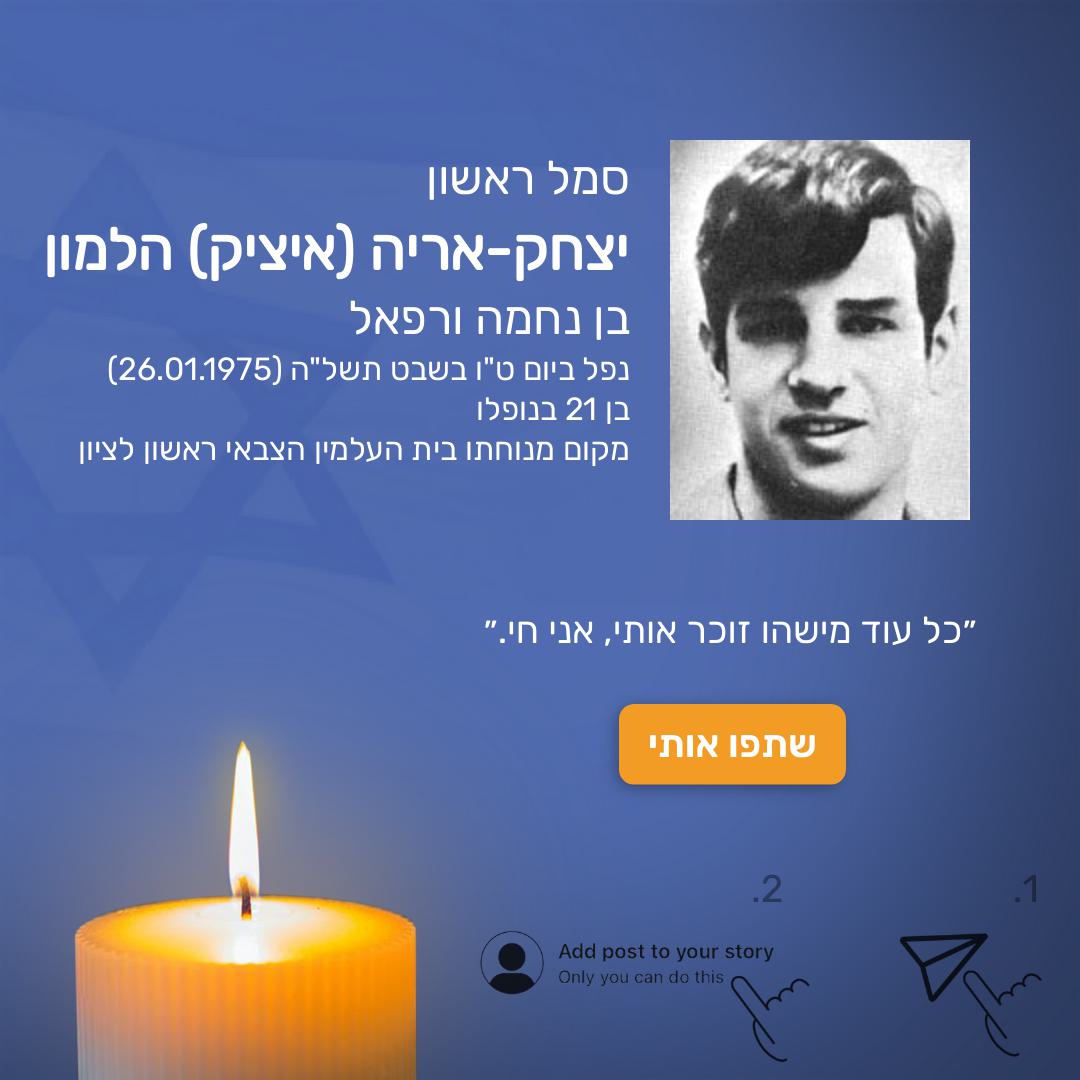 סמל ראשון
יצחק-אריה (איציק) הלמון
בן נחמה ורפאל
נפל ביום ט"ו בשבט תשל"ה (26.01.1975)
בן 21 בנופלו
מקום מנוחתו בית העלמין הצבאי ראשון לציון
״כל עוד מישהו זוכר אותי, אני חי.״
שתפו אותי
.1
.2
Add post to your story
Only you can do this